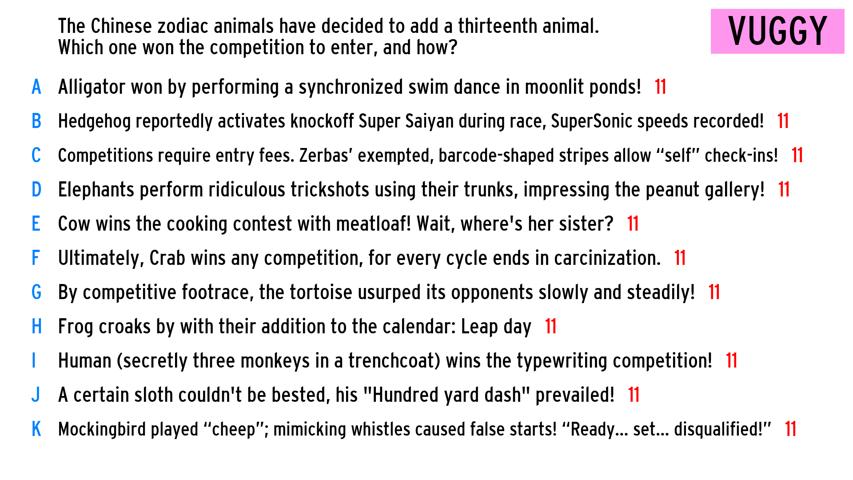 The Chinese zodiac animals have decided to add a thirteenth animal.
Which one won the competition to enter, and how?
VUGGY
A Alligator won by performing a synchronized swim dance in moonlit ponds! 11
B Hedgehog reportedly activates knockoff Super Saiyan during race, SuperSonic speeds recorded! 11
C Competitions require entry fees. Zerbas’ exempted, barcode-shaped stripes allow “self” check-ins! 11
D Elephants perform ridiculous trickshots using their trunks, impressing the peanut gallery! 11
E Cow wins the cooking contest with meatloaf! Wait, where's her sister? 11
F Ultimately, Crab wins any competition, for every cycle ends in carcinization. 11
G By competitive footrace, the tortoise usurped its opponents slowly and steadily! 11
H Frog croaks by with their addition to the calendar: Leap day 11
I Human (secretly three monkeys in a trenchcoat) wins the typewriting competition! 11
J A certain sloth couldn't be bested, his "Hundred yard dash" prevailed! 11
K Mockingbird played “cheep”; mimicking whistles caused false starts! “Ready... set... disqualified!” 11